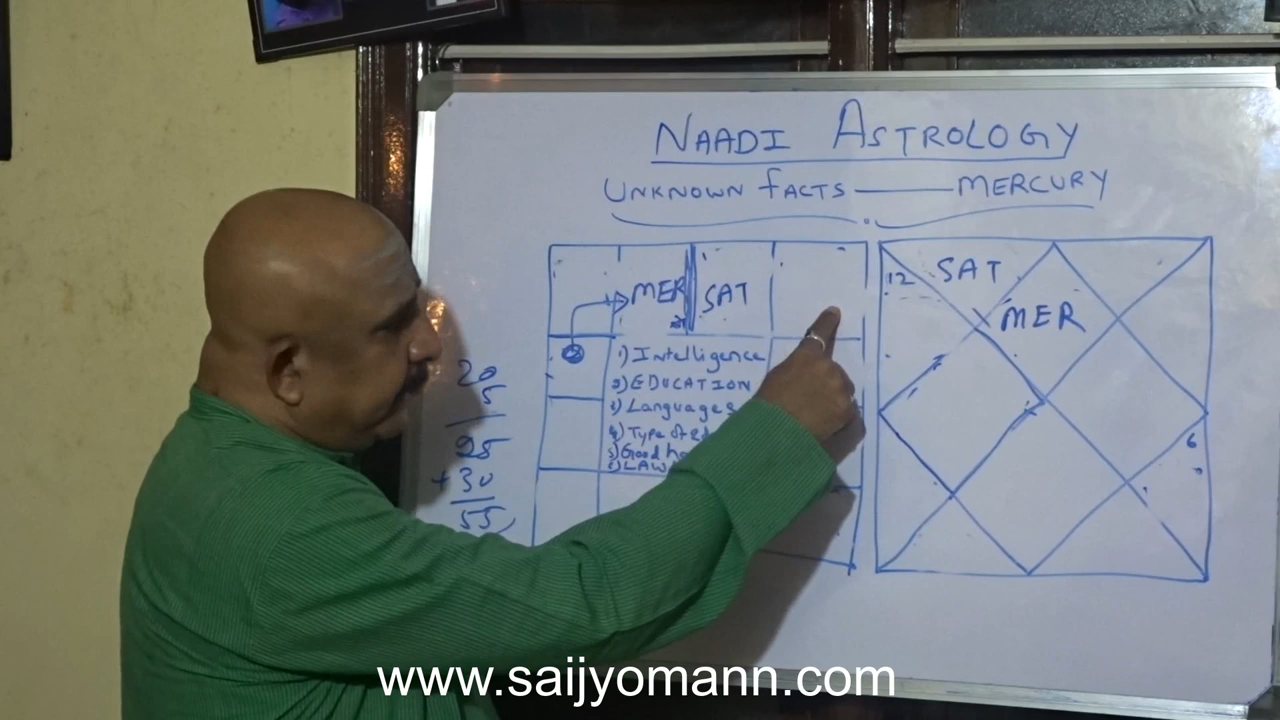 NAADI ASTROLOGY
UNKNOWN FACTS — MERCURY
MER SAT
1) Intelligence
2) EDUCATION
3) Languages
4) Type of
5) Good
6) LAW
20
5
25
+ 30
55
12 SAT
MER
6
www.saijyomann.com